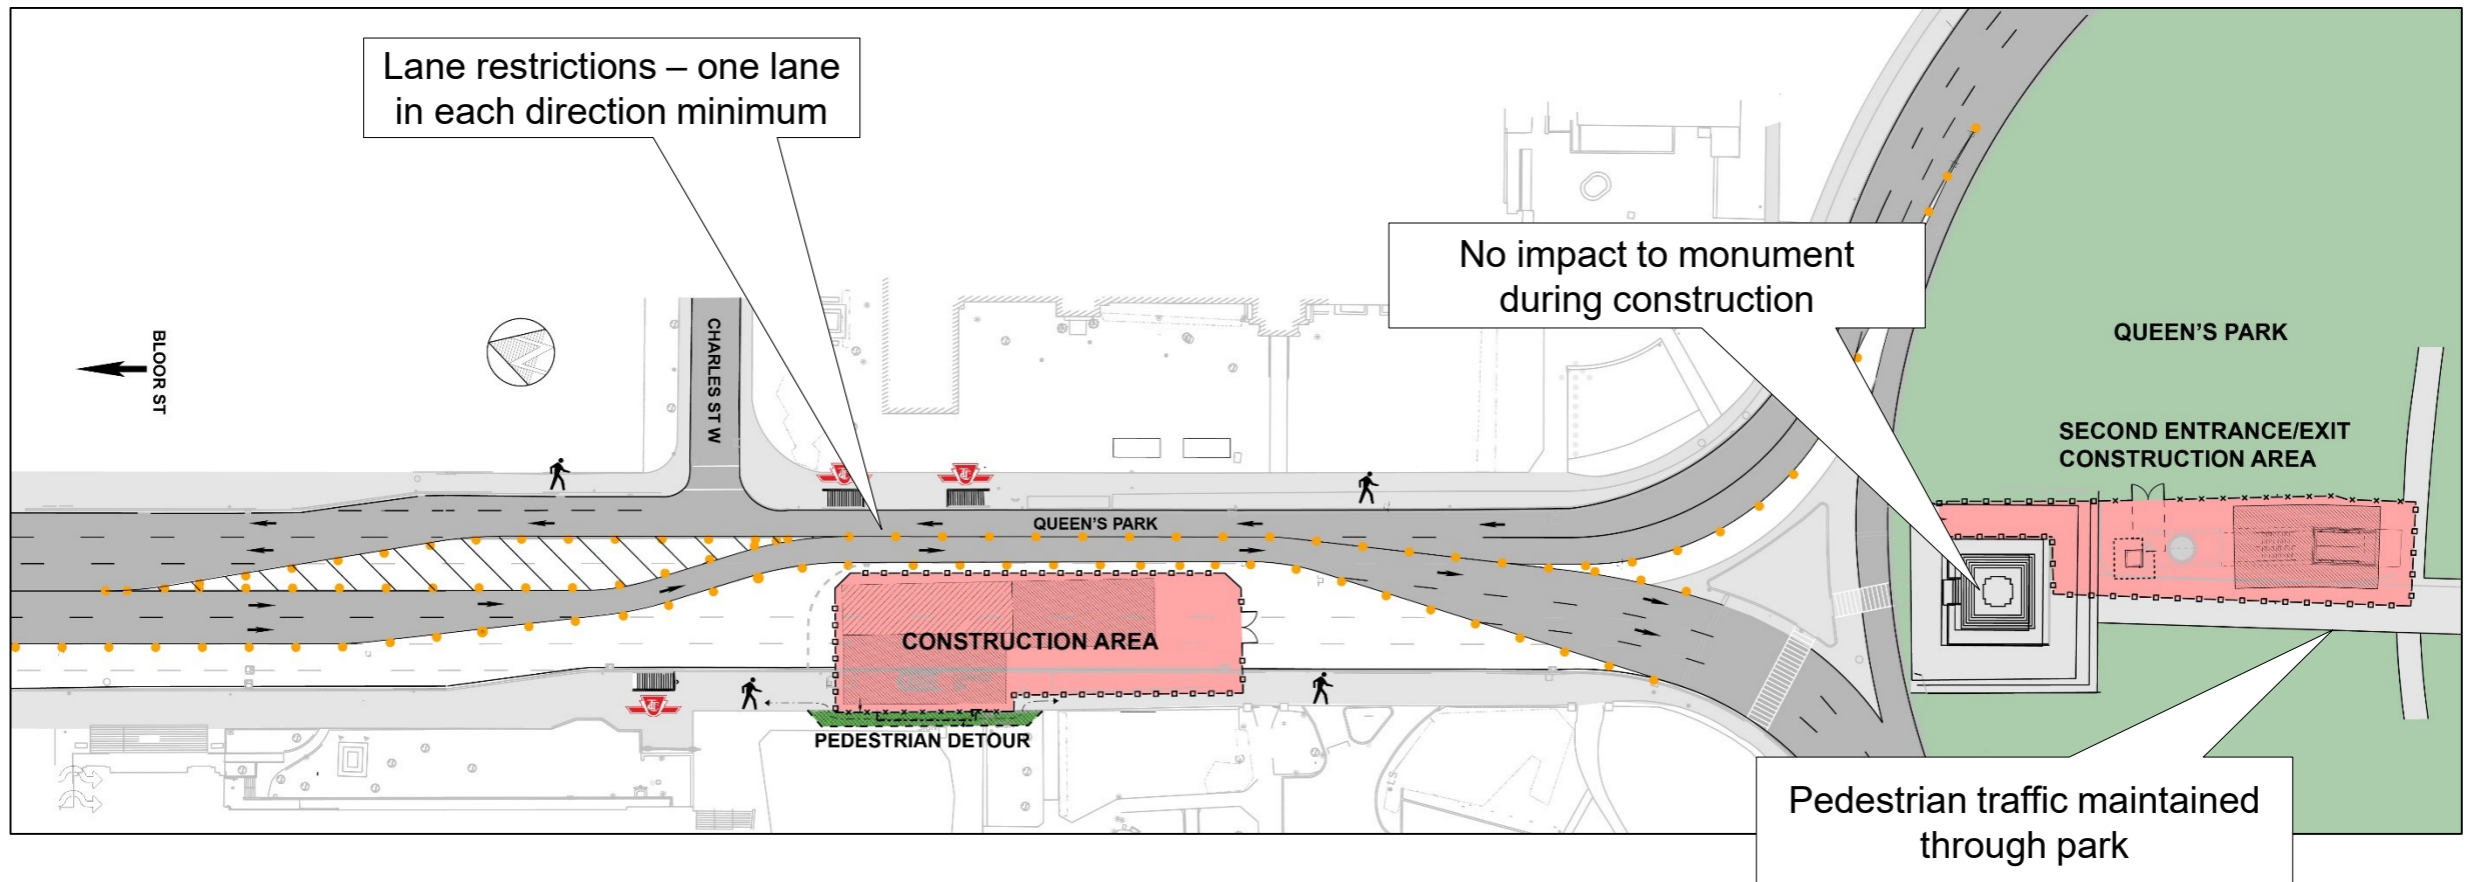 Lane restrictions – one lane
in each direction minimum
No impact to monument
during construction
QUEEN'S PARK
BLOOR ST
CHARLES ST W
SECOND ENTRANCE/EXIT
CONSTRUCTION AREA
QUEEN'S PARK
CONSTRUCTION AREA
PEDESTRIAN DETOUR
Pedestrian traffic maintained
through park